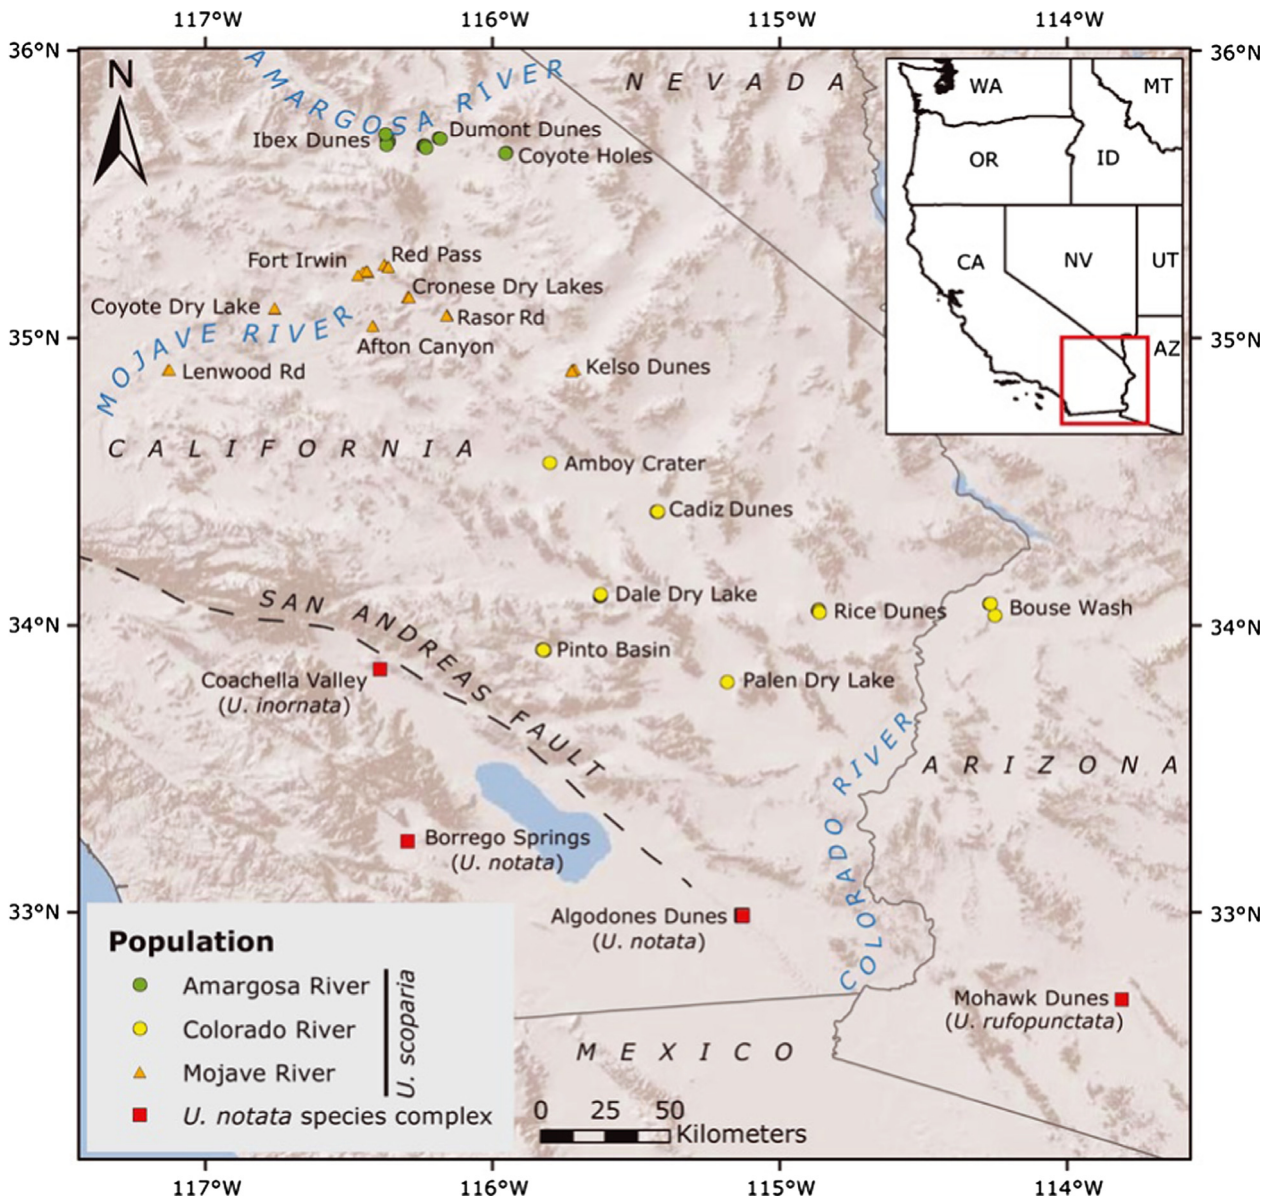 117°W 116°W 115°W 114°W
36°N 36°N
N
AMARGOSA RIVER
NEVADA
Ibex Dunes
Dumont Dunes
Coyote Holes
WA
MT
OR
ID
CA
NV
UT
AZ
Fort Irwin
Red Pass
Cronese Dry Lakes
Coyote Dry Lake
Rasor Rd
MOJAVE RIVER
35°N 35°N
Afton Canyon
Lenwood Rd
Kelso Dunes
CALIFORNIA
Amboy Crater
Cadiz Dunes
SAN ANDREAS FAULT
Dale Dry Lake
Rice Dunes
Bouse Wash
34°N 34°N
Pinto Basin
Coachella Valley
(U. inornata)
Palen Dry Lake
COLORADO RIVER
ARIZONA
Borrego Springs
(U. notata)
33°N 33°N
Algodones Dunes
(U. notata)
Mohawk Dunes
(U. rufopunctata)
MEXICO
Population
Amargosa River
Colorado River
Mojave River
U. scoparia
U. notata species complex
0 25 50
Kilometers
117°W 116°W 115°W 114°W